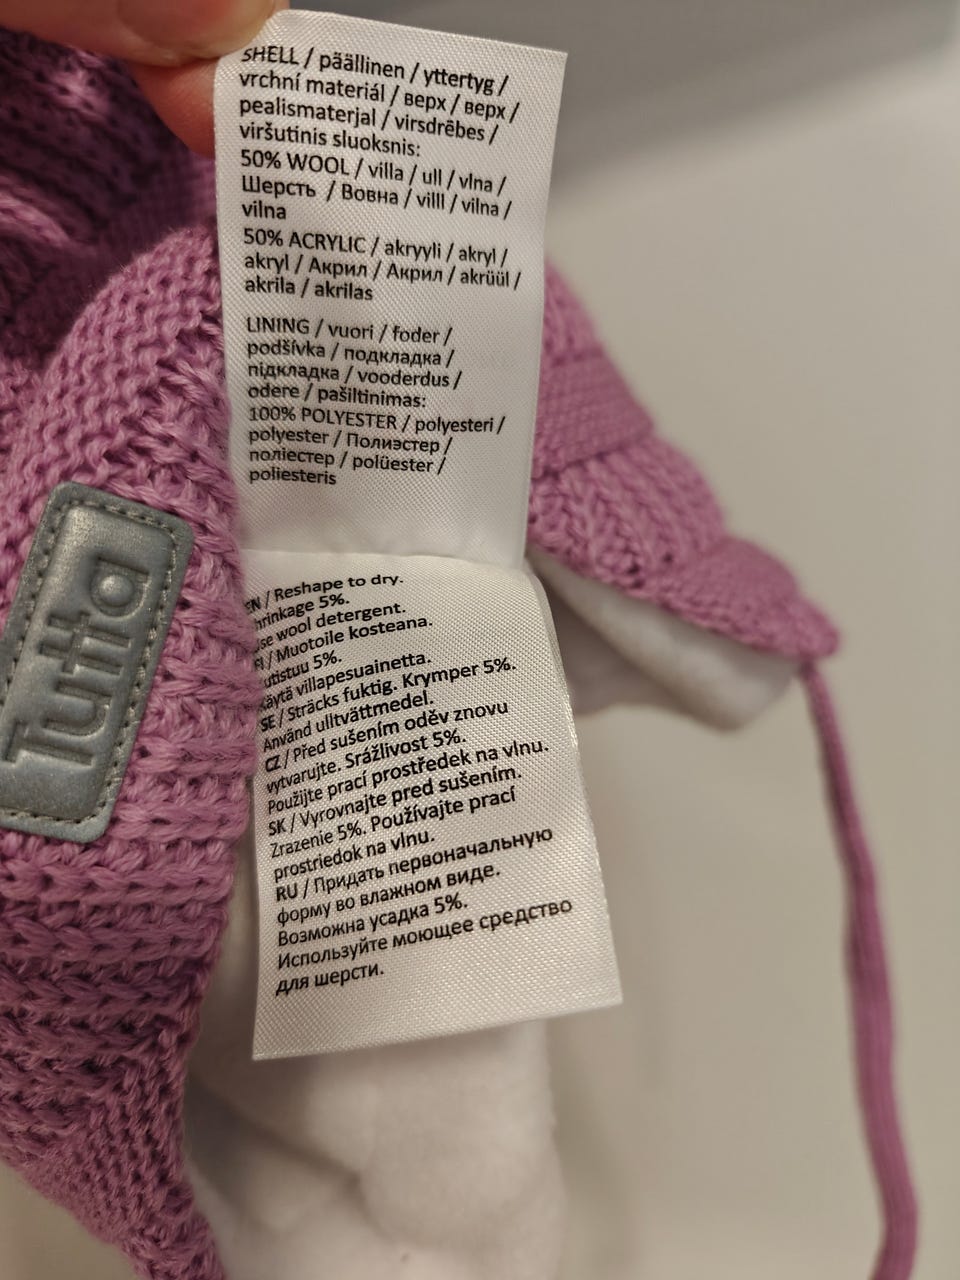 SHELL / päällinen / yttertyg /
vrchní materiál / верх / верх /
pealismaterjal / virsdrēbes /
viršutinis sluoksnis:
50% WOOL / villa / ull / vlna /
Шерсть / Вовна / villl / vilna /
vilna
50% ACRYLIC / akryyli / akryl /
akryl / Акрил / Акрил / akrüül /
akrila / akrilas
LINING / vuori / foder /
podšívka / подкладка /
підкладка / vooderdus /
odere / pašiltinimas:
100% POLYESTER / polyesteri /
polyester / Полиэстер /
поліестер / polüester /
poliesteris
EN / Reshape to dry.
hrinkage 5%.
se wool detergent.
FI / Muotoile kosteana.
utistuu 5%.
Käytä villapesuainetta.
SE / Sträcks fuktig. Krymper 5%.
Använd ulltvättmedel.
CZ / Před sušením oděv znovu
vytvarujte. Srážlivost 5%.
Použijte prací prostředek na vlnu.
SK / Vyrovnajte pred sušením.
Zrazenie 5%. Používajte prací
prostriedok na vlnu.
RU / Придать первоначальную
форму во влажном виде.
Возможна усадка 5%.
Используйте моющее средство
для шерсти.
Tutta